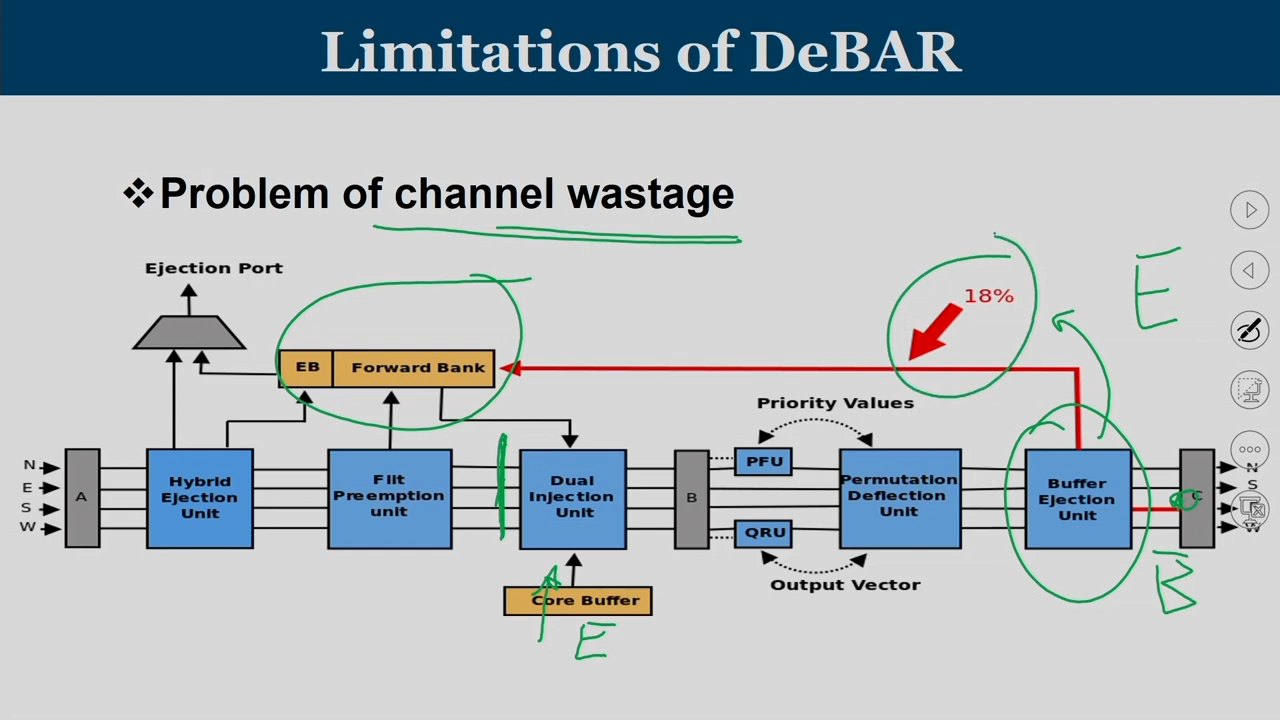 Limitations of DeBAR
❖Problem of channel wastage
Ejection Port
18%
E
EB
Forward Bank
Priority Values
N
E
S
W
A
Hybrid
Ejection
Unit
Flit
Preemption
unit
Dual
Injection
Unit
B
PFU
QRU
Permutation
Deflection
Unit
Buffer
Ejection
Unit
C
N
S
W
Output Vector
Core Buffer
B
E